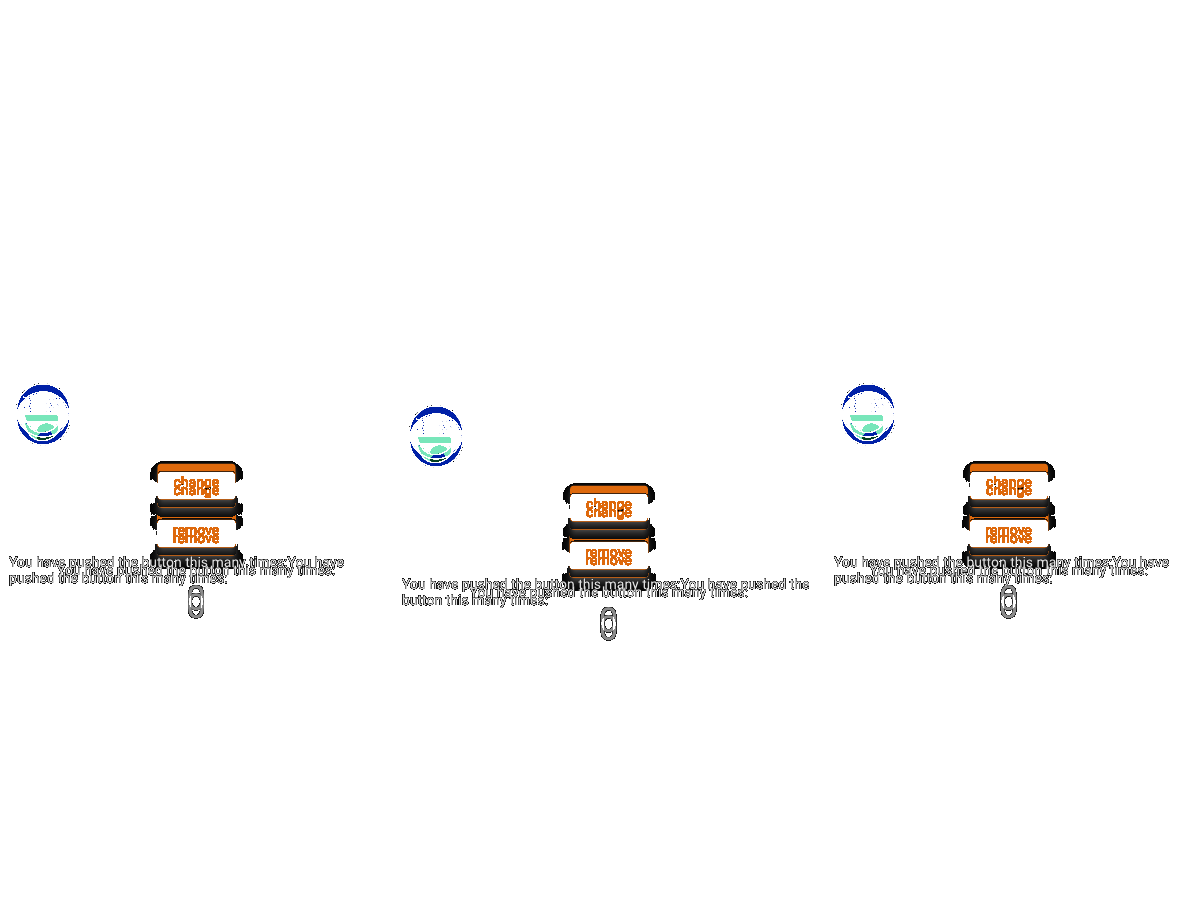 change
change
remove
remove
You have pushed the button this many times:You have
You have pushed the button this many times:
pushed the button this many times:
0
0
change
change
remove
remove
You have pushed the button this many times:You have pushed the
You have pushed the button this many times:
button this many times:
0
0
change
change
remove
remove
You have pushed the button this many times:You have
You have pushed the button this many times:
pushed the button this many times:
0
0